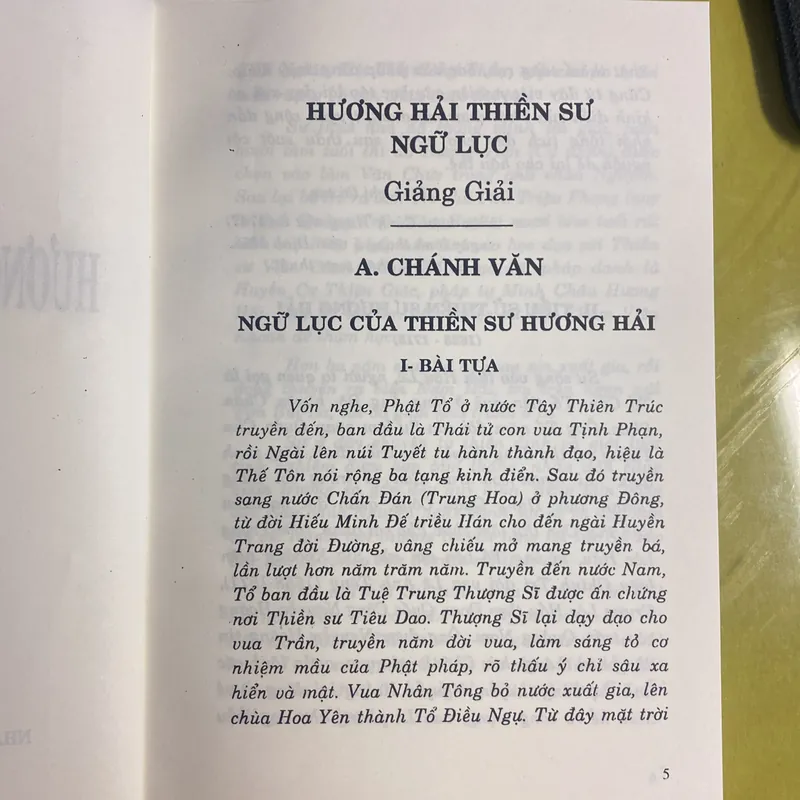 HƯƠNG HẢI THIỀN SƯ
NGỮ LỤC
Giảng Giải
A. CHÁNH VĂN
NGỮ LỤC CỦA THIỀN SƯ HƯƠNG HẢI
I- BÀI TỰA
Vốn nghe, Phật Tổ ở nước Tây Thiên Trúc
truyền đến, ban đầu là Thái tử con vua Tịnh Phạn,
rồi Ngài lên núi Tuyết tu hành thành đạo, hiệu là
Thế Tôn nói rộng ba tạng kinh điển. Sau đó truyền
sang nước Chấn Đán (Trung Hoa) ở phương Đông,
từ đời Hiếu Minh Đế triều Hán cho đến ngài Huyền
Trang đời Đường, vâng chiếu mở mang truyền bá,
lần lượt hơn năm trăm năm. Truyền đến nước Nam,
Tổ ban đầu là Tuệ Trung Thượng Sĩ được ấn chứng
nơi Thiền sư Tiêu Dao. Thượng Sĩ lại dạy đạo cho
vua Trần, truyền năm đời vua, làm sáng tỏ cơ
nhiệm mầu của Phật pháp, rõ thấu ý chỉ sâu xa
hiển và mật. Vua Nhân Tông bỏ nước xuất gia, lên
chùa Hoa Yên thành Tổ Điều Ngự. Từ đây mặt trời
5